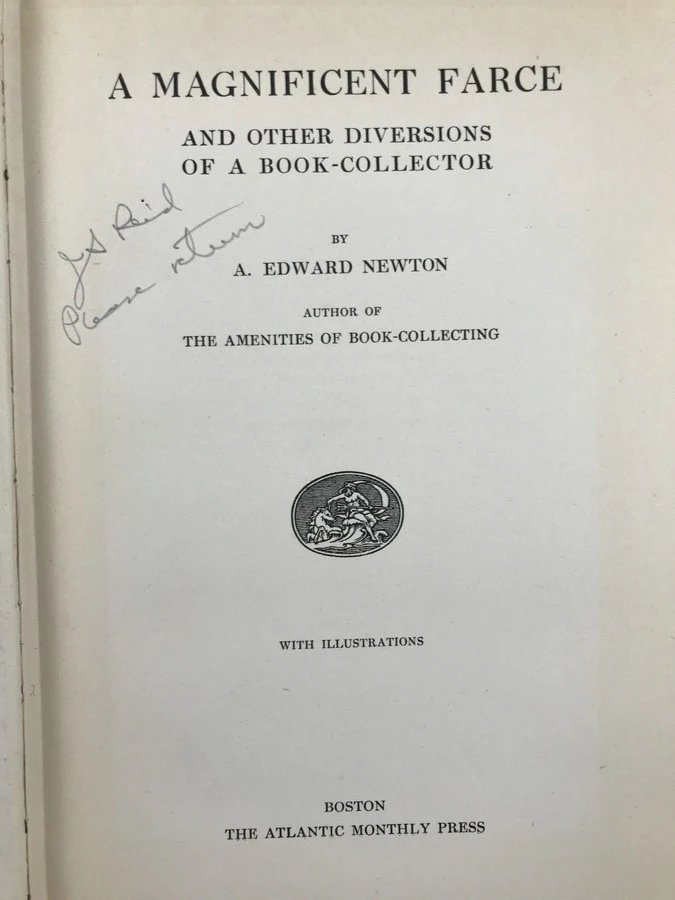 A MAGNIFICENT FARCE
AND OTHER DIVERSIONS
OF A BOOK-COLLECTOR
J S Reid
Please return
BY
A. EDWARD NEWTON
AUTHOR OF
THE AMENITIES OF BOOK-COLLECTING
WITH ILLUSTRATIONS
BOSTON
THE ATLANTIC MONTHLY PRESS